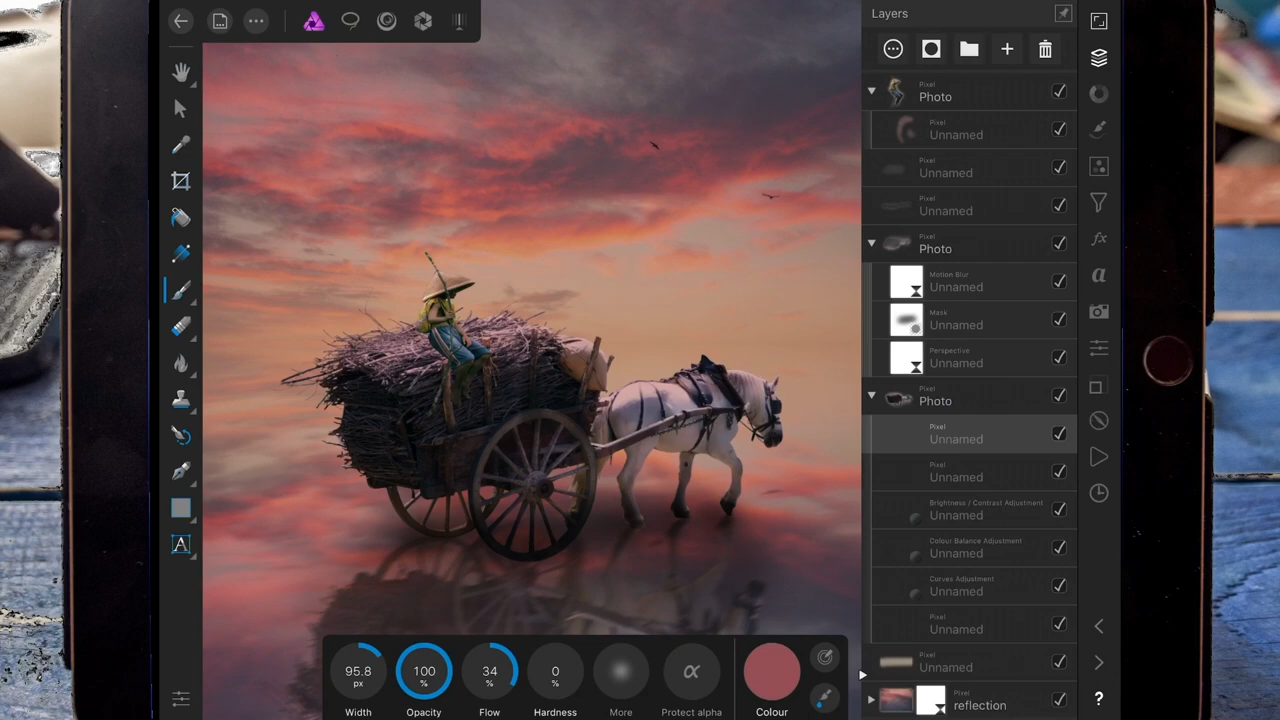 Layers
Pixel
Photo
Pixel
Unnamed
Pixel
Unnamed
Pixel
Unnamed
Pixel
Photo
Motion Blur
Unnamed
Mask
Unnamed
Perspective
Unnamed
Pixel
Photo
Pixel
Unnamed
Pixel
Unnamed
Brightness / Contrast Adjustment
Unnamed
Colour Balance Adjustment
Unnamed
Curves Adjustment
Unnamed
Pixel
Unnamed
Pixel
Unnamed
Pixel
reflection
fx
a
A
?
95.8
px
100
%
34
%
0
%
α
Width
Opacity
Flow
Hardness
More
Protect alpha
Colour